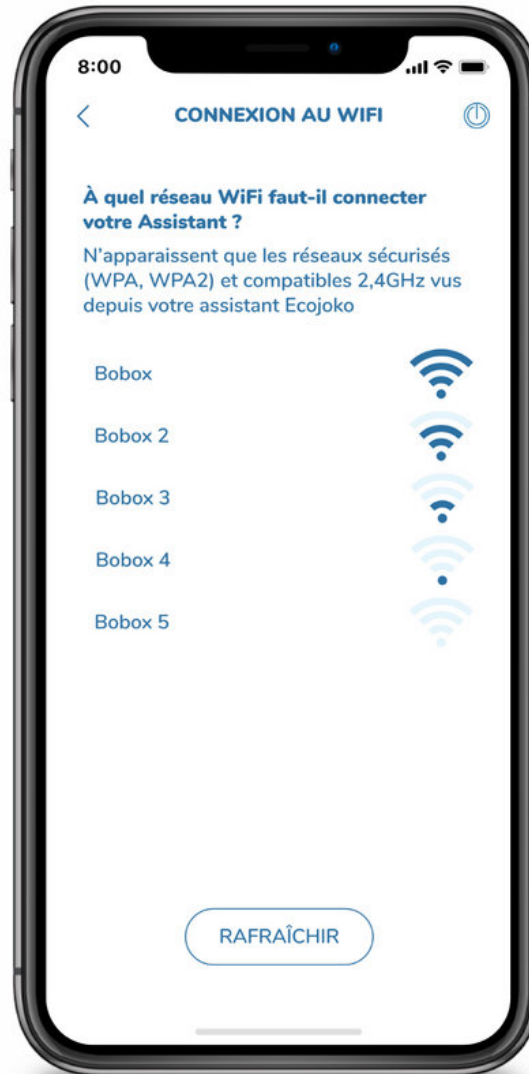 8:00
CONNEXION AU WIFI
À quel réseau WiFi faut-il connecter
votre Assistant ?
N'apparaissent que les réseaux sécurisés
(WPA, WPA2) et compatibles 2,4GHz vus
depuis votre assistant Ecojoko
Bobox
Bobox 2
Bobox 3
Bobox 4
Bobox 5
RAFRAÎCHIR